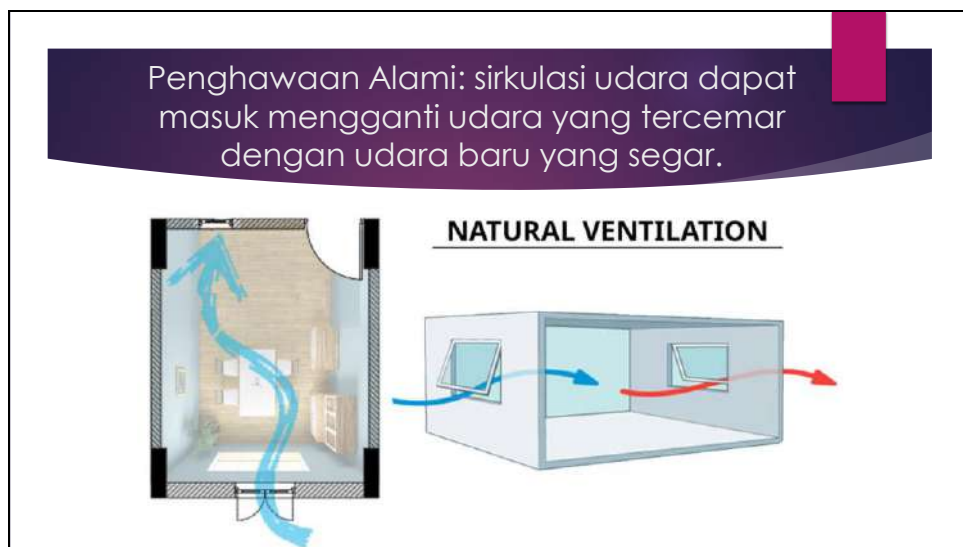 Penghawaan Alami: sirkulasi udara dapat
masuk mengganti udara yang tercemar
dengan udara baru yang segar.
NATURAL VENTILATION